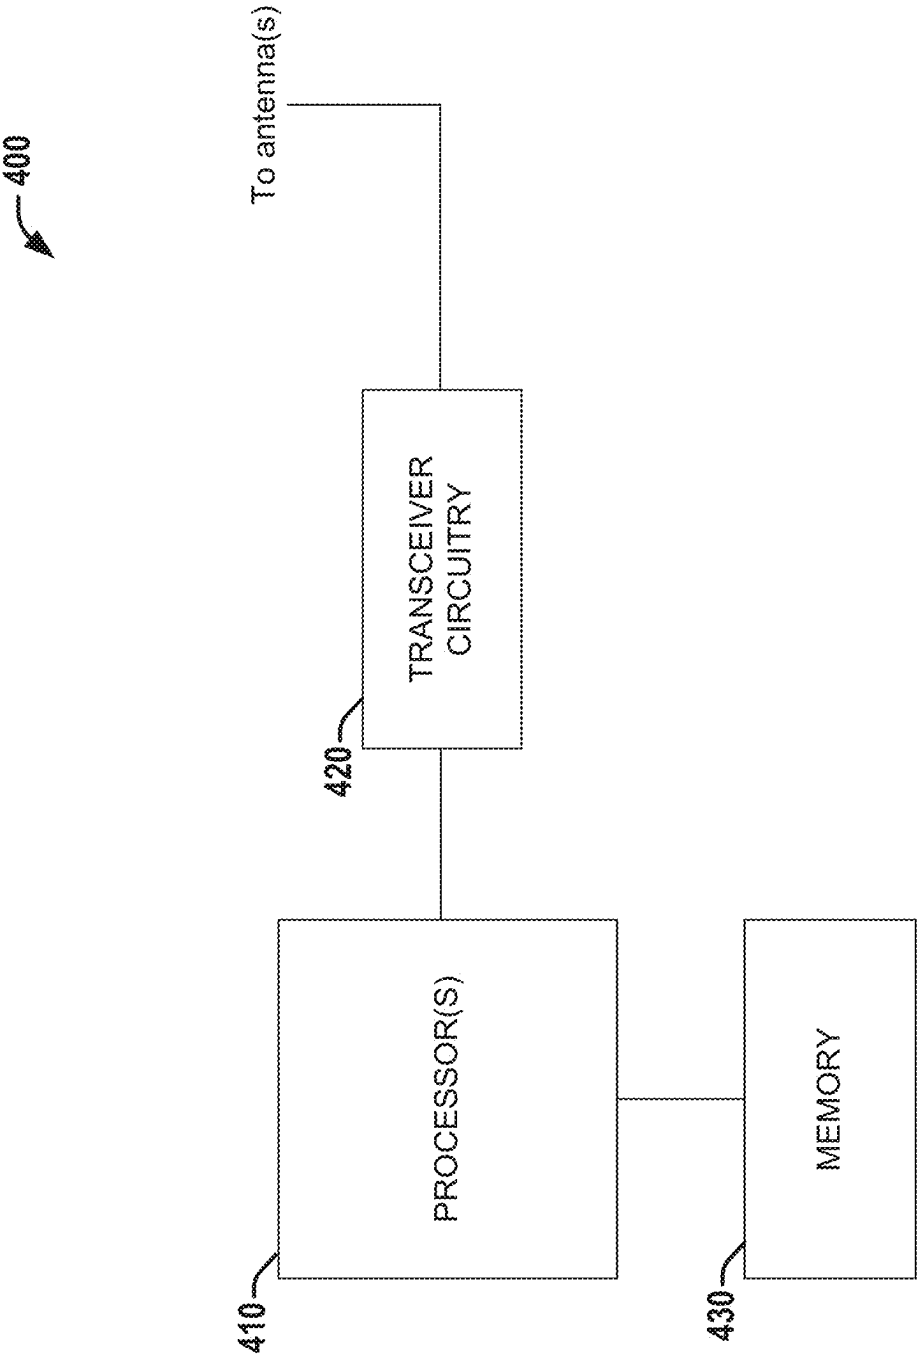 400
To antenna(s)
420
TRANSCEIVER
CIRCUITRY
410
PROCESSOR(S)
430
MEMORY